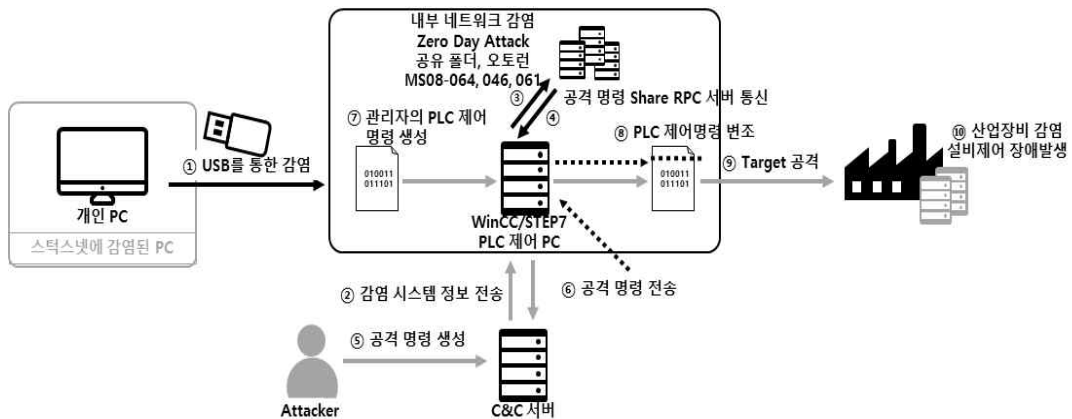 내부 네트워크 감염
Zero Day Attack
공유 폴더, 오토런
MS08-064, 046, 061
③
④
공격 명령 Share RPC 서버 통신
⑦ 관리자의 PLC 제어
명령 생성
⑧ PLC 제어명령 변조
⑩ 산업장비 감염
설비제어 장애발생
① USB를 통한 감염
⑨ Target 공격
010011
011101
010011
011101
개인 PC
스턱스넷에 감염된 PC
WinCC/STEP7
PLC 제어 PC
② 감염 시스템 정보 전송
⑥ 공격 명령 전송
⑤ 공격 명령 생성
Attacker
C&C 서버